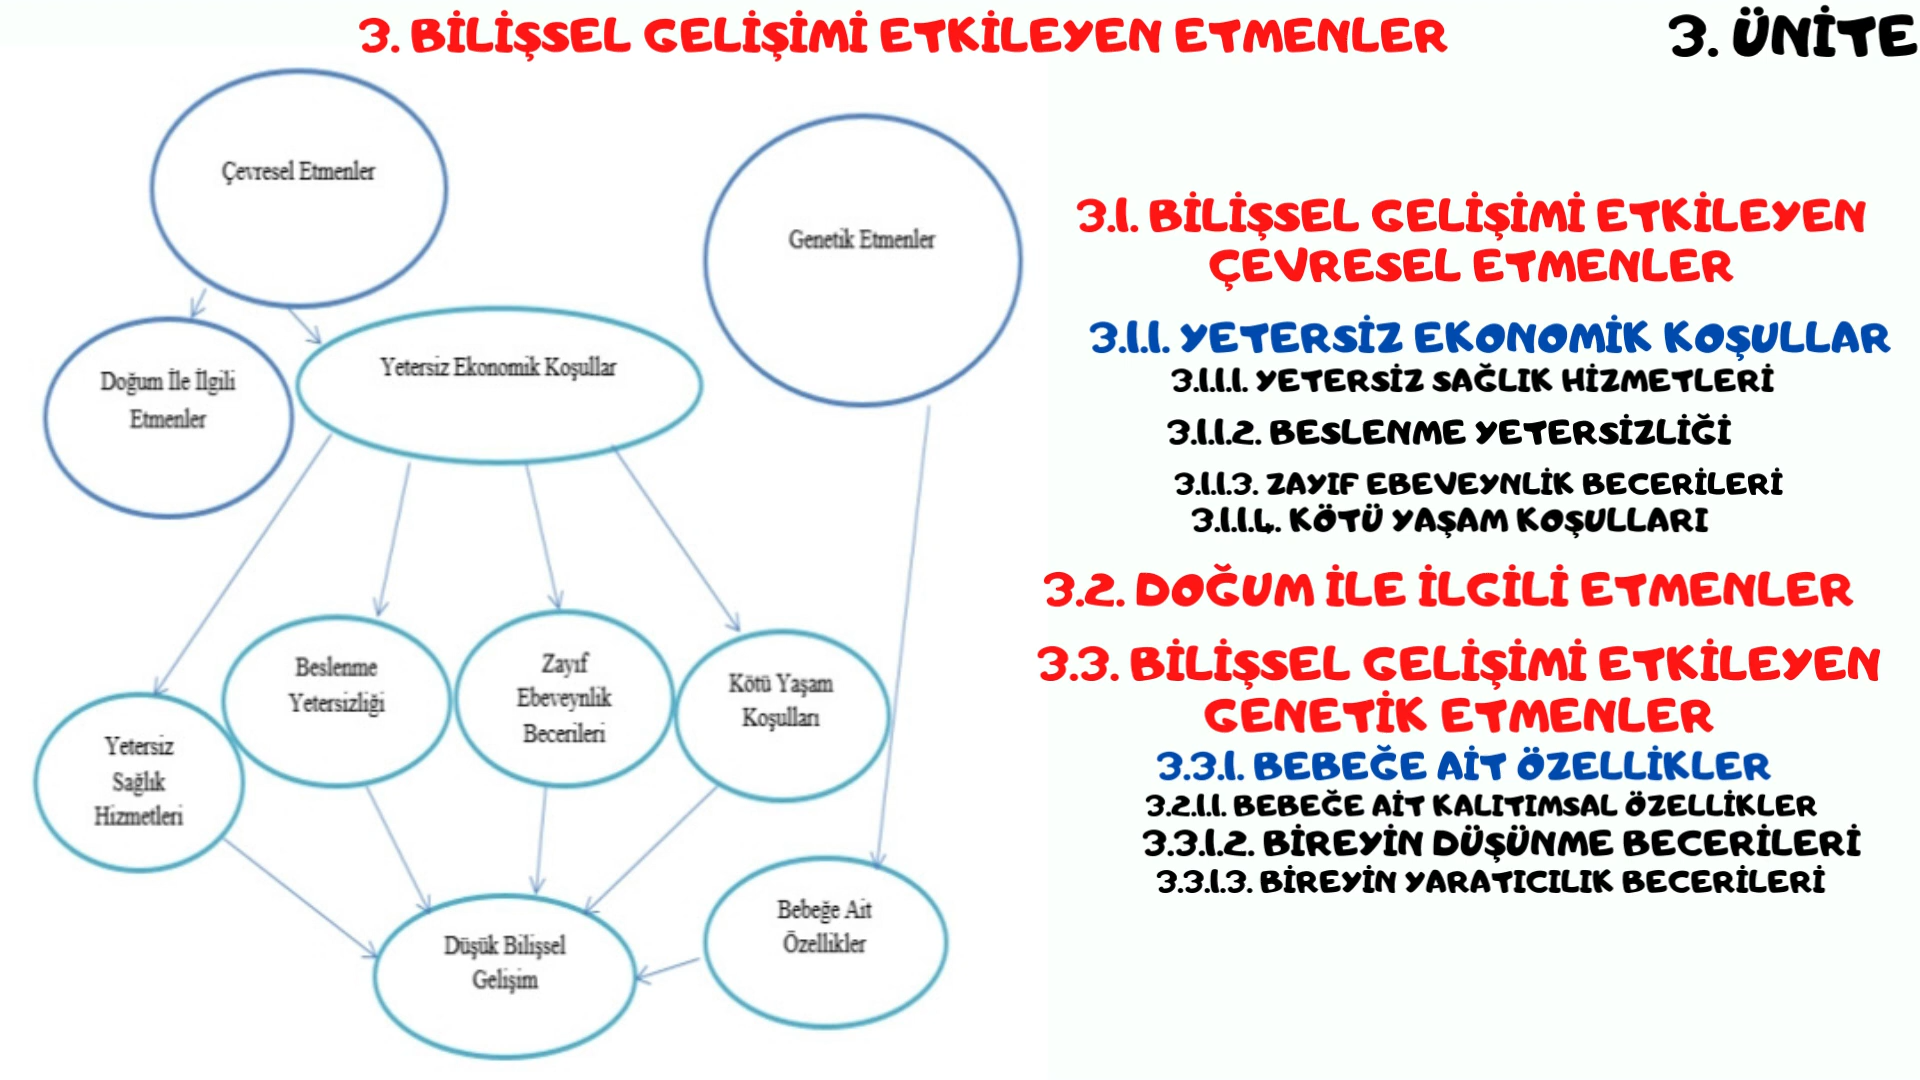 3. BİLİŞSEL GELİŞİMİ ETKİLEYEN ETMENLER
3. ÜNİTE
Çevresel Etmenler
Genetik Etmenler
Doğum İle İlgili
Etmenler
Yetersiz Ekonomik Koşullar
Beslenme
Yetersizliği
Zayıf
Ebeveynlik
Becerileri
Kötü Yaşam
Koşulları
Yetersiz
Sağlık
Hizmetleri
Düşük Bilişsel
Gelişim
Bebeğe Ait
Özellikler
3.1. BİLİŞSEL GELİŞİMİ ETKİLEYEN
ÇEVRESEL ETMENLER
3.1.1. YETERSİZ EKONOMİK KOŞULLAR
3.1.1.1. YETERSİZ SAĞLIK HİZMETLERİ
3.1.1.2. BESLENME YETERSİZLİĞİ
3.1.1.3. ZAYIF EBEVEYNLİK BECERİLERİ
3.1.1.4. KÖTÜ YAŞAM KOŞULLARI
3.2. DOĞUM İLE İLGİLİ ETMENLER
3.3. BİLİŞSEL GELİŞİMİ ETKİLEYEN
GENETİK ETMENLER
3.3.1. BEBEĞE AİT ÖZELLİKLER
3.2.1.1. BEBEĞE AİT KALITIMSAL ÖZELLİKLER
3.3.1.2. BİREYİN DÜŞÜNME BECERİLERİ
3.3.1.3. BİREYİN YARATICILIK BECERİLERİ